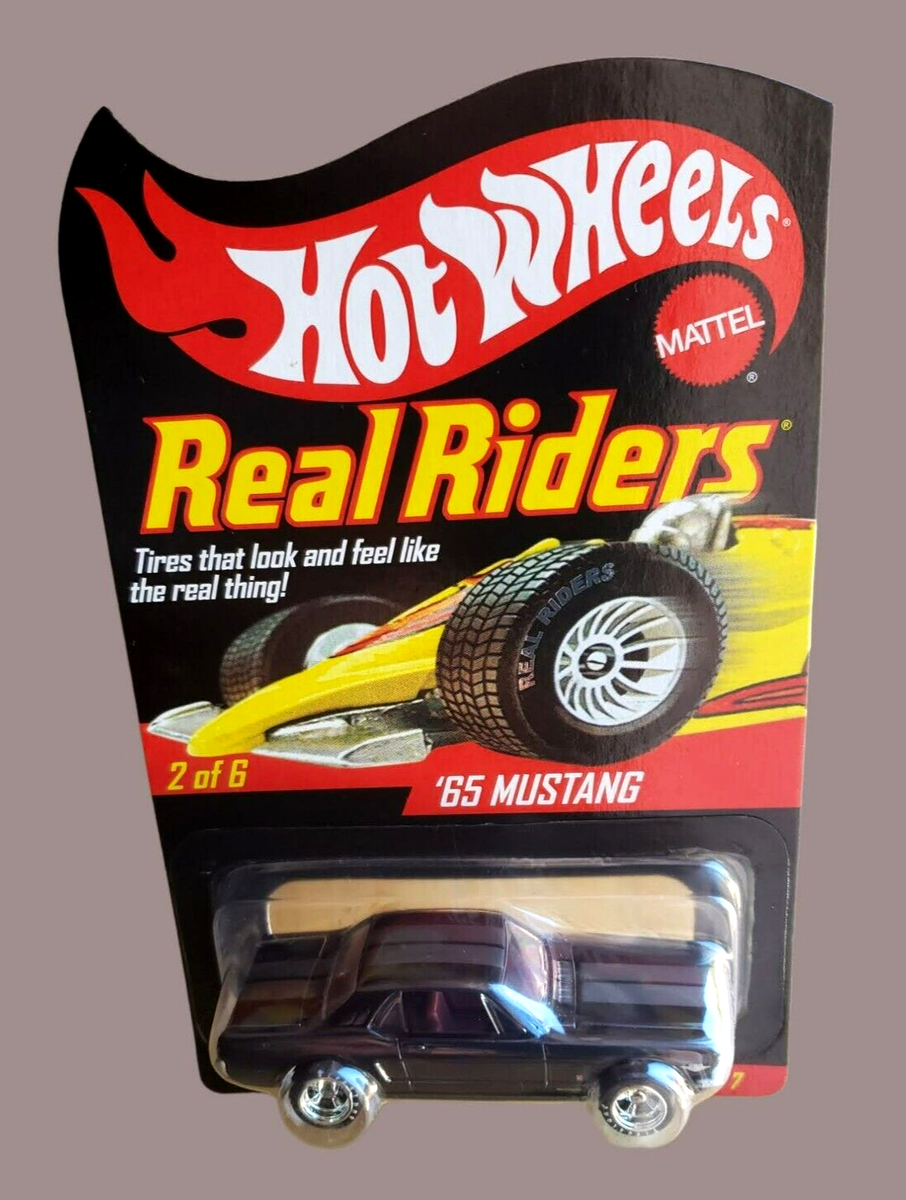 HOT WHEELS®
MATTEL
®
Real Riders®
Tires that look and feel like
the real thing!
REAL RIDERS
2 of 6
'65 MUSTANG
7